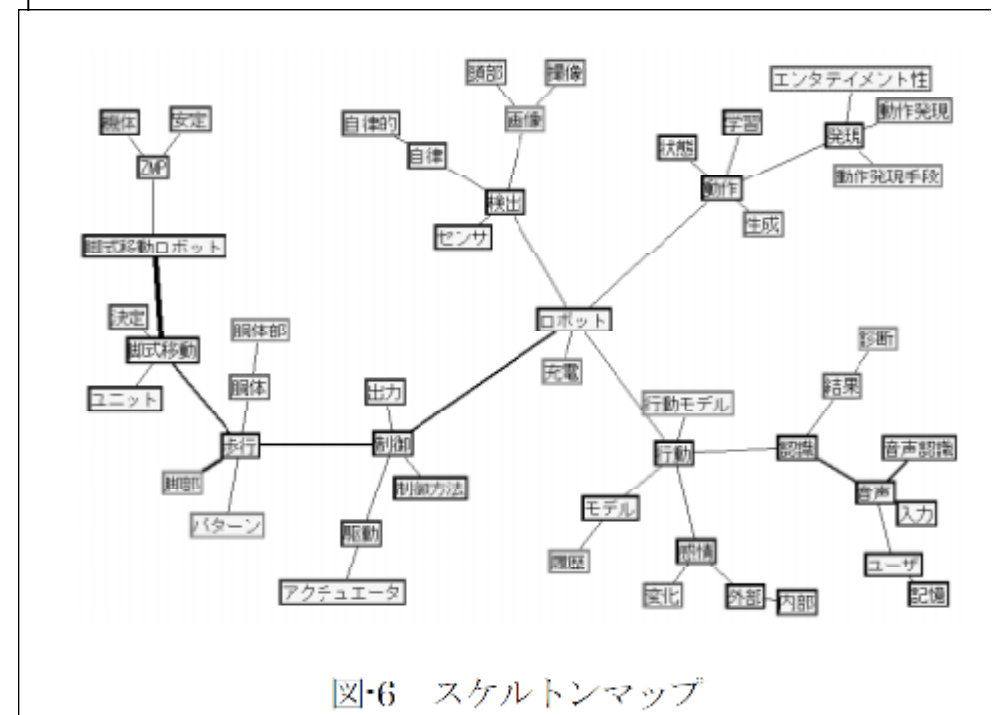 頭部
撮像
エンタテイメント性
機体
安定
自律的
画像
学習
動作発現
発現
状態
自律
ZMP
動作発現手段
動作
検出
生成
センサ
脚式移動ロボット
ロボット
決定
胴体部
脚式移動
診断
充電
結果
胴体
出力
ユニット
行動モデル
歩行
制御
行動
認識
音声認識
脚部
制御方法
音声
入力
モデル
パターン
駆動
感情
履歴
ユーザ
アクチュエータ
変化
外部
内部
記憶
図・6 スケルトンマップ